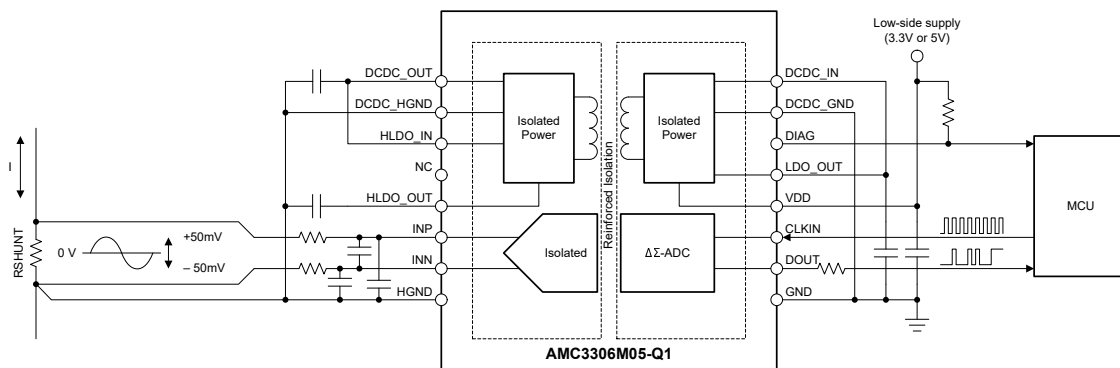 Low-side supply
(3.3V or 5V)
DCDC_OUT
DCDC_HGND
HLDO_IN
NC
HLDO_OUT
INP
INN
HGND
Isolated
Power
Isolated
Reinforced Isolation
Isolated
Power
ΔΣ-ADC
DCDC_IN
DCDC_GND
DIAG
LDO_OUT
VDD
CLKIN
DOUT
GND
MCU
I
RSHUNT
0 V
+50mV
– 50mV
AMC3306M05-Q1